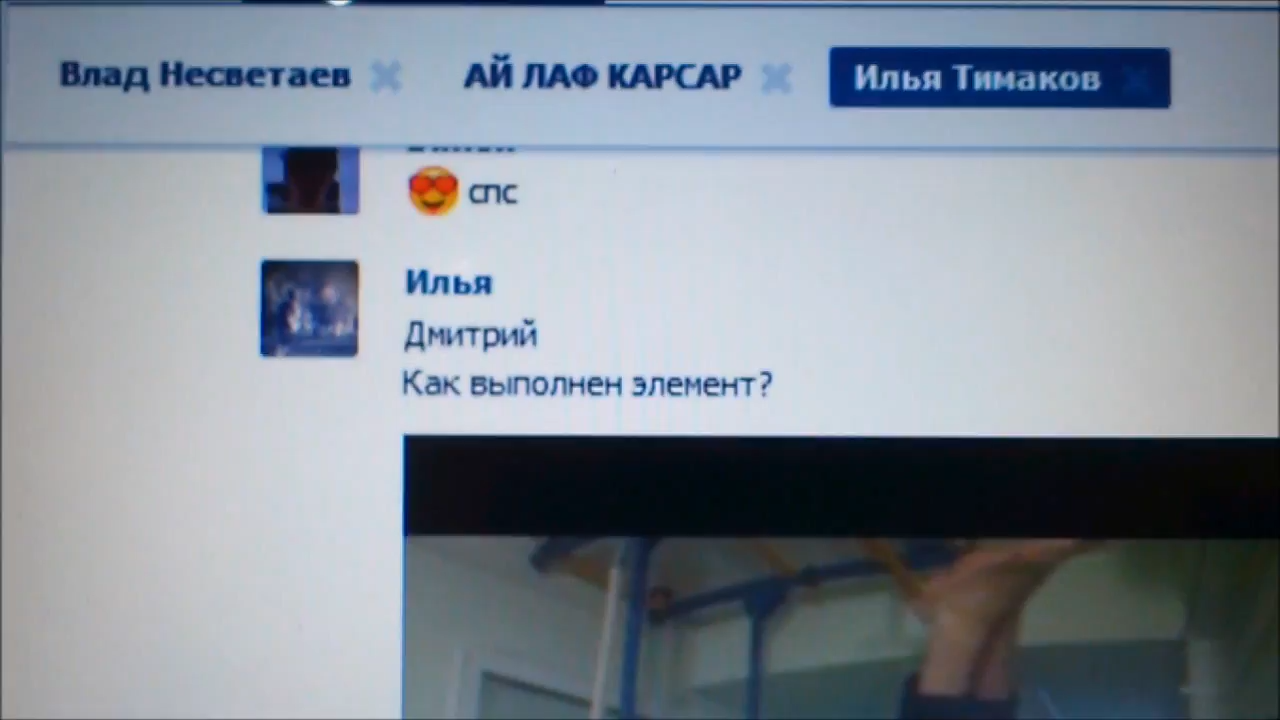 Влад Несветаев
АЙ ЛАФ КАРСАР
Илья Тимаков
спс
Илья
Дмитрий
Как выполнен элемент?